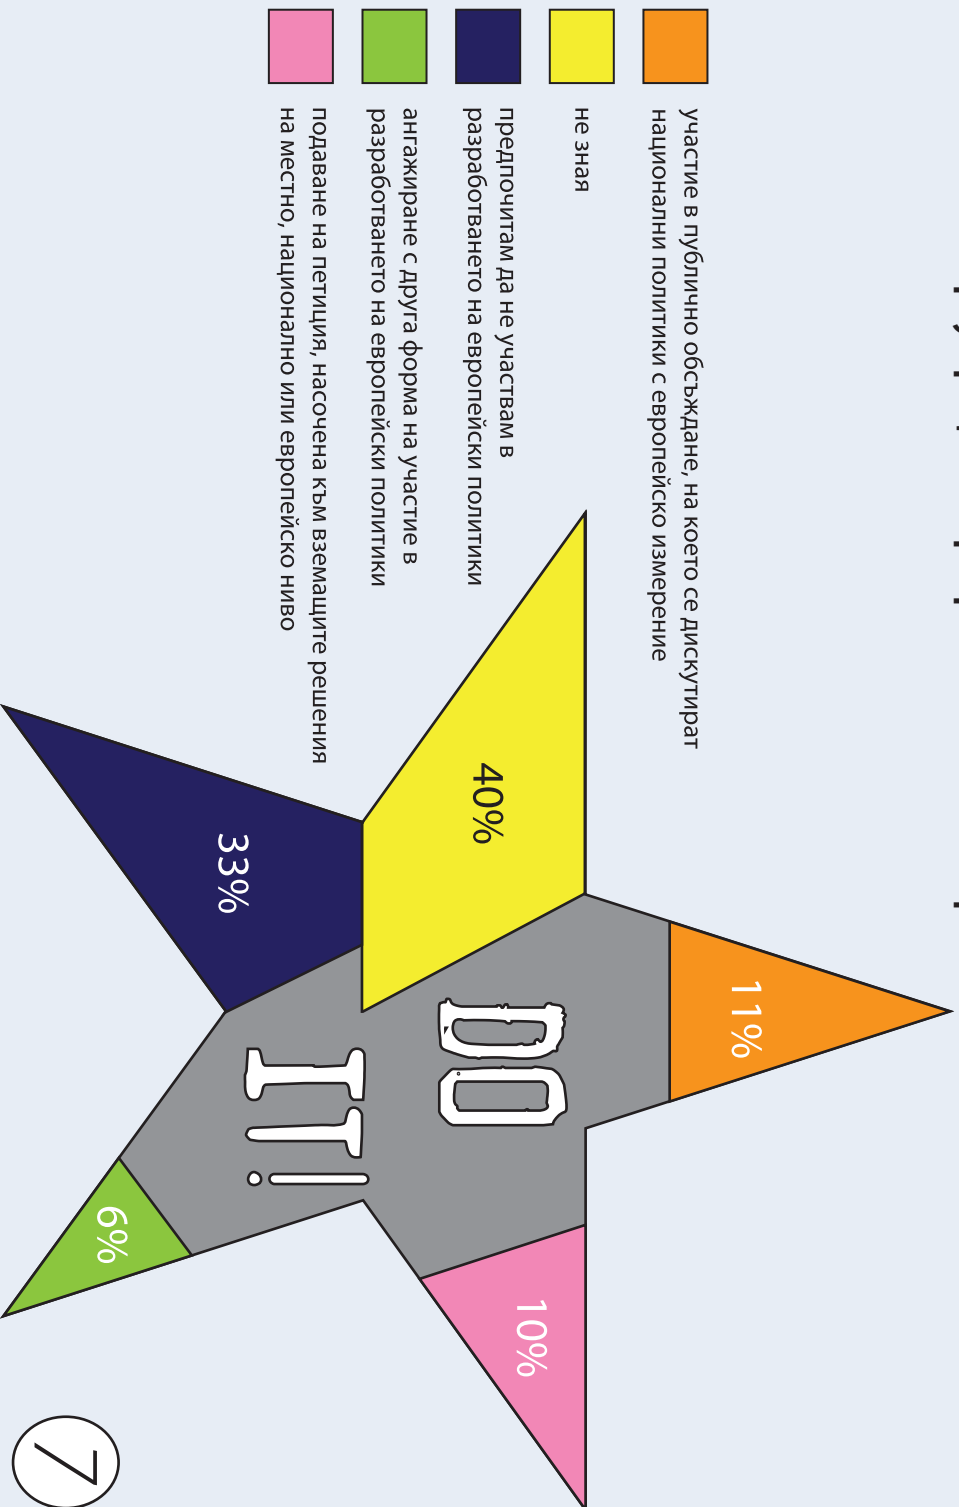 участие в публично обсъждане, на което се дискутират
национални политики с европейско измерение
не зная
предпочитам да не участвам в
разработването на европейски политики
ангажиране с друга форма на участие в
разработването на европейски политики
подаване на петиция, насочена към вземащите решения
на местно, национално или европейско ниво
11%
40%
DO
IT!
10%
33%
6%
7